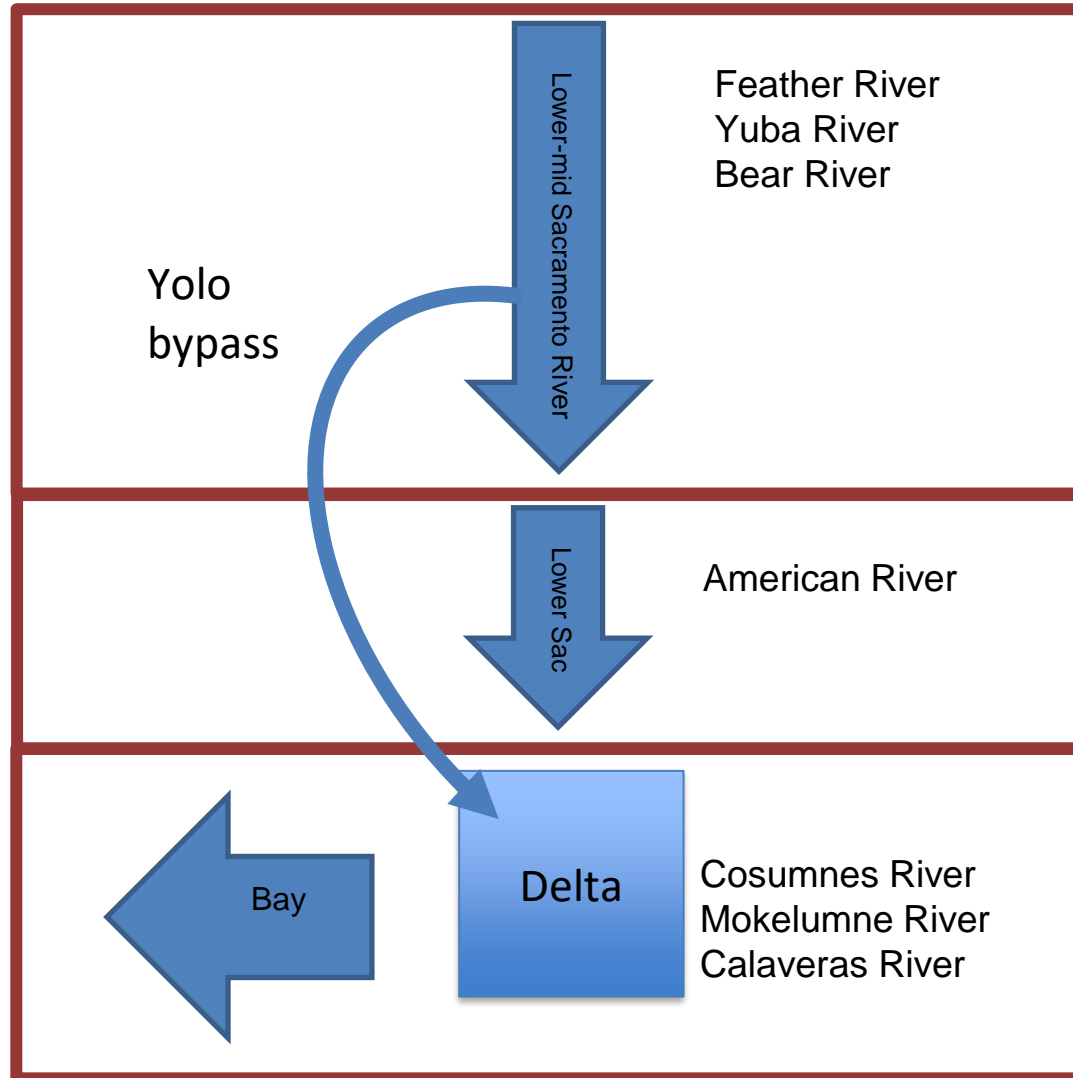 Lower-mid Sacramento River
Feather River
Yuba River
Bear River
Yolo
bypass
Lower Sac
American River
Bay
Delta
Cosumnes River
Mokelumne River
Calaveras River